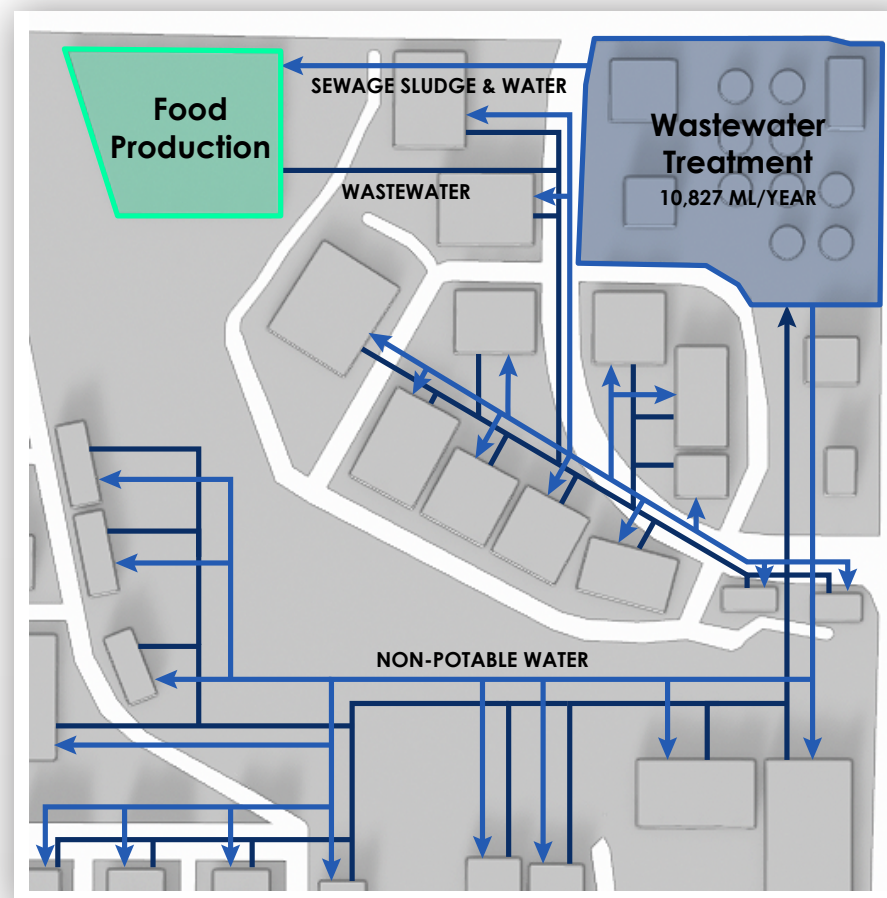 SEWAGE SLUDGE & WATER
Food
Production
WASTEWATER
Wastewater
Treatment
10,827 ML/YEAR
NON-POTABLE WATER